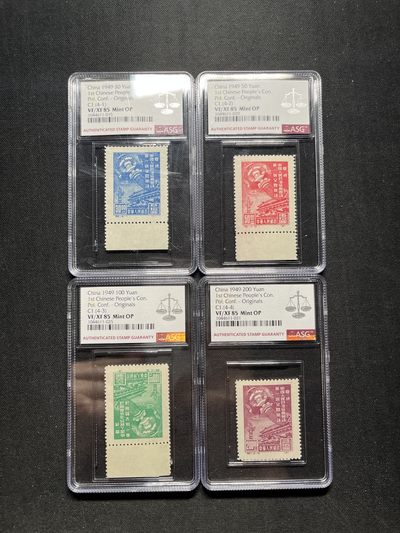 China 1949 30 Yuan
1st Chinese People's Con.
Pol. Conf. - Originals
C1.(4-1)
VF/XF 85 Mint OP
AUTHENTICATED STAMP GUARANTY
ASG
China 1949 50 Yuan
1st Chinese People's Con.
Pol. Conf. - Originals
C1.(4-2)
VF/XF 85 Mint OP
AUTHENTICATED STAMP GUARANTY
ASG
China 1949 100 Yuan
1st Chinese People's Con.
Pol. Conf. - Originals
C1.(4-3)
VF/XF 85 Mint OP
AUTHENTICATED STAMP GUARANTY
ASG
China 1949 200 Yuan
1st Chinese People's Con.
Pol. Conf. - Originals
C1.(4-4)
VF/XF 85 Mint OP
AUTHENTICATED STAMP GUARANTY
ASG